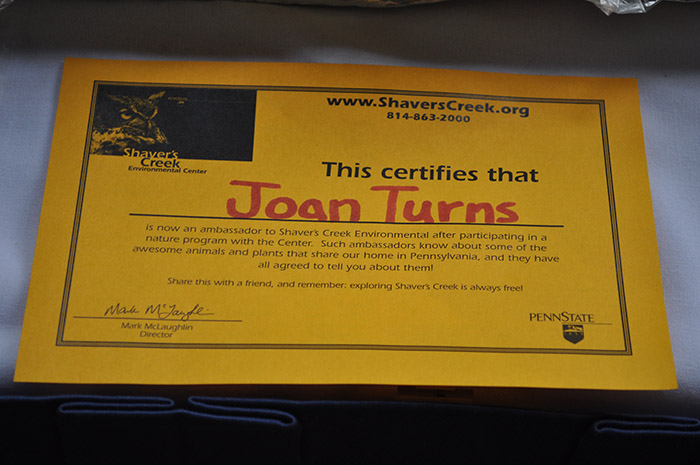 www.ShaversCreek.org
814-863-2000
Shaver's
Creek
Environmental Center
This certifies that
Joan Turns
is now an ambassador to Shaver's Creek Environmental after participating in a
nature program with the Center. Such ambassadors know about some of the
awesome animals and plants that share our home in Pennsylvania, and they have
all agreed to tell you about them!
Share this with a friend, and remember: exploring Shaver's Creek is always free!
Mark McLaughlin
Mark McLaughlin
Director
PENNSTATE